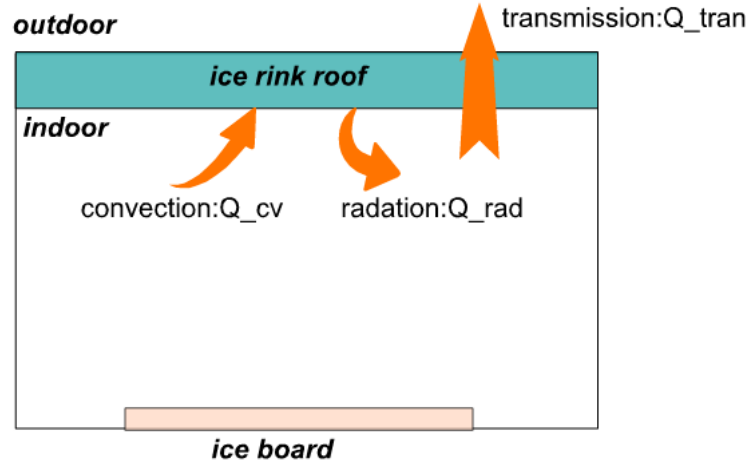 transmission:Q_tran
outdoor
ice rink roof
indoor
convection:Q_cv
radation:Q_rad
ice board